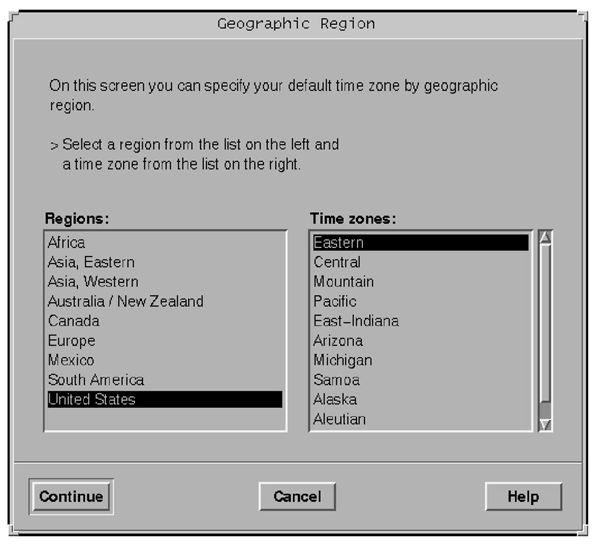 Geographic Region
On this screen you can specify your default time zone by geographic
region.
> Select a region from the list on the left and
a time zone from the list on the right.
Regions:
Africa
Asia, Eastern
Asia, Western
Australia / New Zealand
Canada
Europe
Mexico
South America
United States
Time zones:
Eastern
Central
Mountain
Pacific
East-Indiana
Arizona
Michigan
Samoa
Alaska
Aleutian
Continue
Cancel
Help